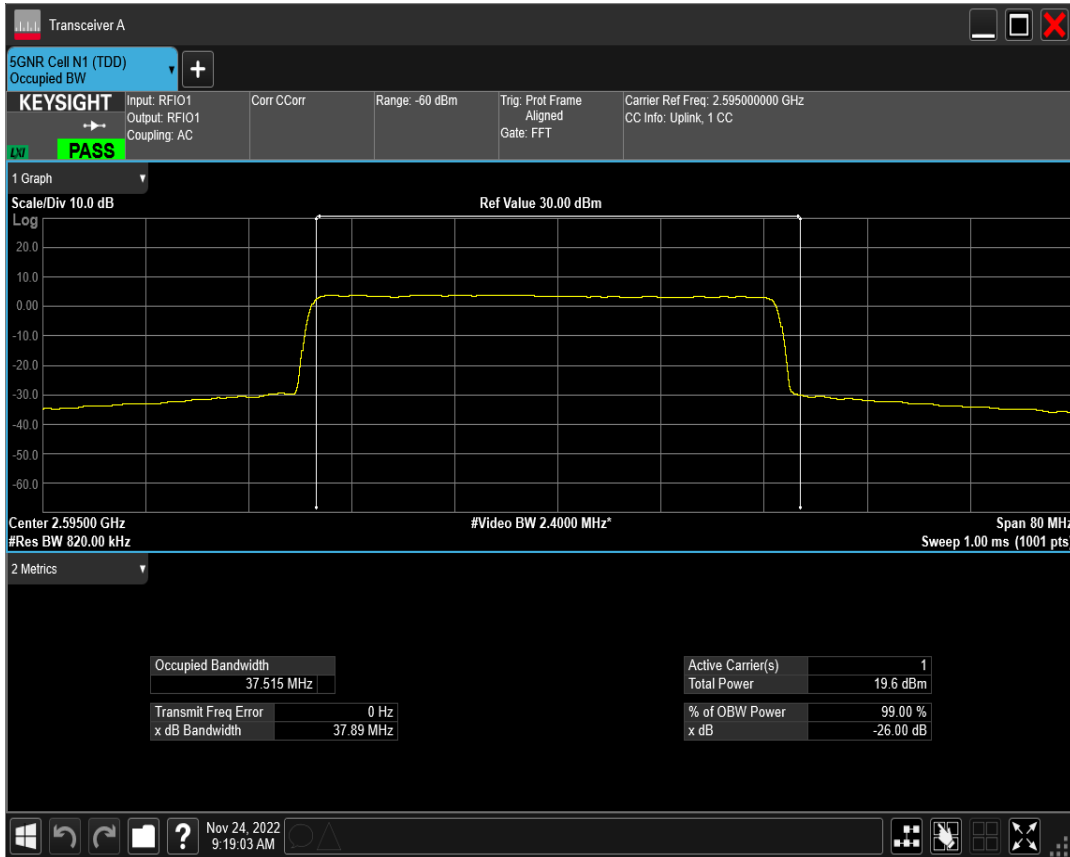 Transceiver A
5GNR Cell N1 (TDD)
Occupied BW
+
KEYSIGHT
LXI
PASS
Input: RFIO1
Output: RFIO1
Coupling: AC
Corr CCorr
Range: -60 dBm
Trig: Prot Frame
Aligned
Gate: FFT
Carrier Ref Freq: 2.595000000 GHz
CC Info: Uplink, 1 CC
1 Graph
Scale/Div 10.0 dB
Ref Value 30.00 dBm
Log
20.0
10.0
0.00
-10.0
-20.0
-30.0
-40.0
-50.0
-60.0
Center 2.59500 GHz
#Video BW 2.4000 MHz*
Span 80 MHz
#Res BW 820.00 kHz
Sweep 1.00 ms (1001 pts)
2 Metrics
Occupied Bandwidth
37.515 MHz
Transmit Freq Error 0 Hz
x dB Bandwidth 37.89 MHz
Active Carrier(s) 1
Total Power 19.6 dBm
% of OBW Power 99.00 %
x dB -26.00 dB
?
Nov 24, 2022
9:19:03 AM